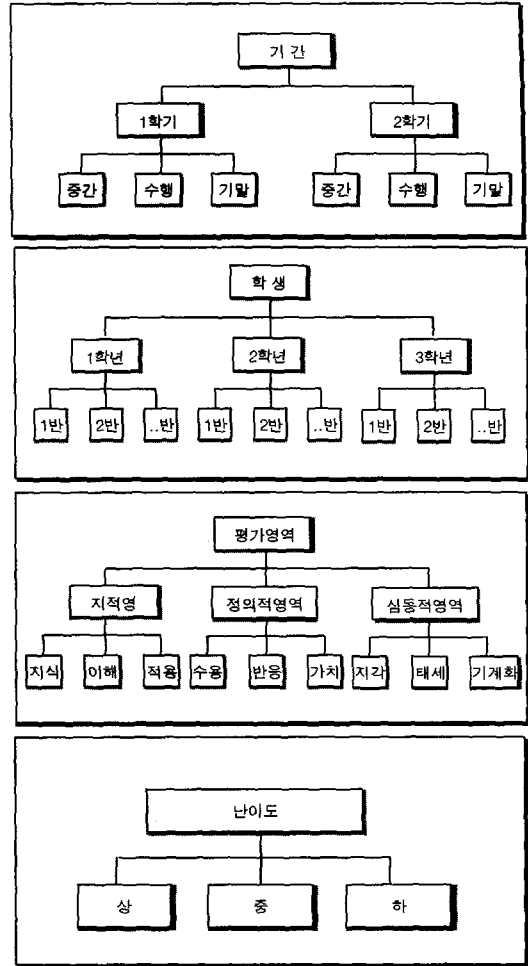 기 간
1학기 2학기
중간 수행 기말 중간 수행 기말
학 생
1학년 2학년 3학년
1반 2반 ..반 1반 2반 ..반 1반 2반 ..반
평가영역
지적영 정의적영역 심동적영역
지식 이해 적용 수용 반응 가치 지각 태세 기계화
난이도
상 중 하